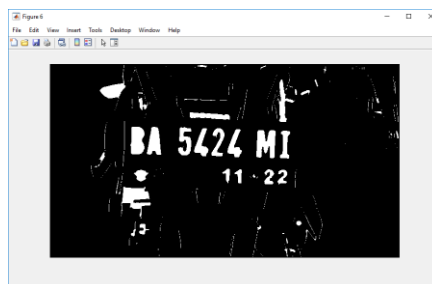 Figure 6
File Edit View Insert Tools Desktop Window Help
BA 5424 MI
11 - 22